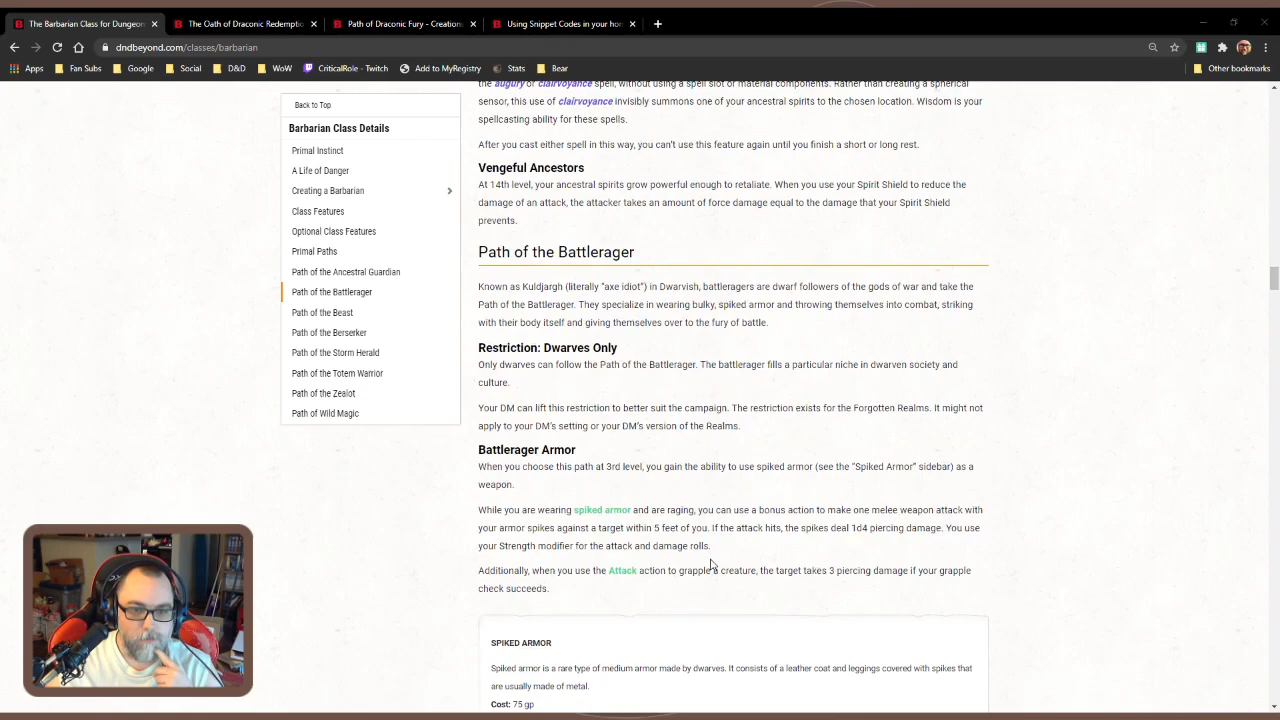 The Barbarian Class for Dungeon
The Oath of Draconic Redemptio
Path of Draconic Fury - Creations
Using Snippet Codes in your hor
dndbeyond.com/classes/barbarian
Apps
Fan Subs
Google
Social
D&D
WoW
CriticalRole - Twitch
Add to MyRegistry
Stats
Bear
Other bookmarks
Back to Top
Barbarian Class Details
Primal Instinct
A Life of Danger
Creating a Barbarian
Class Features
Optional Class Features
Primal Paths
Path of the Ancestral Guardian
Path of the Battlerager
Path of the Beast
Path of the Berserker
Path of the Storm Herald
Path of the Totem Warrior
Path of the Zealot
Path of Wild Magic
the augury or clairvoyance spell, without using a spell slot or material components. Rather than creating a spherical
sensor, this use of clairvoyance invisibly summons one of your ancestral spirits to the chosen location. Wisdom is your
spellcasting ability for these spells.
After you cast either spell in this way, you can't use this feature again until you finish a short or long rest.
Vengeful Ancestors
At 14th level, your ancestral spirits grow powerful enough to retaliate. When you use your Spirit Shield to reduce the
damage of an attack, the attacker takes an amount of force damage equal to the damage that your Spirit Shield
prevents.
Path of the Battlerager
Known as Kuldjargh (literally "axe idiot") in Dwarvish, battleragers are dwarf followers of the gods of war and take the
Path of the Battlerager. They specialize in wearing bulky, spiked armor and throwing themselves into combat, striking
with their body itself and giving themselves over to the fury of battle.
Restriction: Dwarves Only
Only dwarves can follow the Path of the Battlerager. The battlerager fills a particular niche in dwarven society and
culture.
Your DM can lift this restriction to better suit the campaign. The restriction exists for the Forgotten Realms. It might not
apply to your DM's setting or your DM's version of the Realms.
Battlerager Armor
When you choose this path at 3rd level, you gain the ability to use spiked armor (see the "Spiked Armor" sidebar) as a
weapon.
While you are wearing spiked armor and are raging, you can use a bonus action to make one melee weapon attack with
your armor spikes against a target within 5 feet of you. If the attack hits, the spikes deal 1d4 piercing damage. You use
your Strength modifier for the attack and damage rolls.
Additionally, when you use the Attack action to grapple a creature, the target takes 3 piercing damage if your grapple
check succeeds.
SPIKED ARMOR
Spiked armor is a rare type of medium armor made by dwarves. It consists of a leather coat and leggings covered with spikes that
are usually made of metal.
Cost: 75 gp